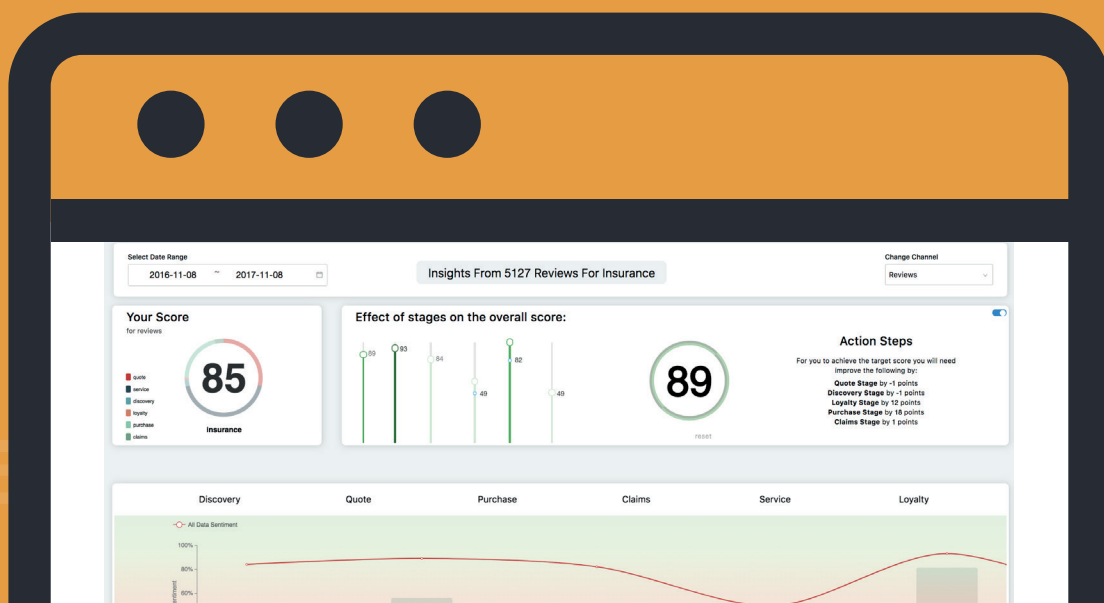 Select Date Range
2016-11-08 ~ 2017-11-08
Insights From 5127 Reviews For Insurance
Change Channel
Reviews
Your Score
for reviews
85
insurance
quote
service
discovery
loyalty
purchase
claims
Effect of stages on the overall score:
89
93
84
49
82
49
89
reset
Action Steps
For you to achieve the target score you will need
improve the following by:
Quote Stage by -1 points
Discovery Stage by -1 points
Loyalty Stage by 12 points
Purchase Stage by 18 points
Claims Stage by 1 points
Discovery Quote Purchase Claims Service Loyalty
All Data Sentiment
100%
80%
60%